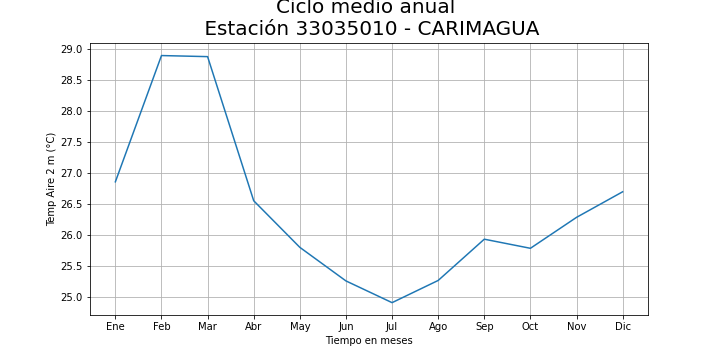 Ciclo medio anual
Estación 33035010 - CARIMAGUA
Temp Aire 2 m (°C)
29.0
28.5
28.0
27.5
27.0
26.5
26.0
25.5
25.0
Ene Feb Mar Abr May Jun Jul Ago Sep Oct Nov Dic
Tiempo en meses